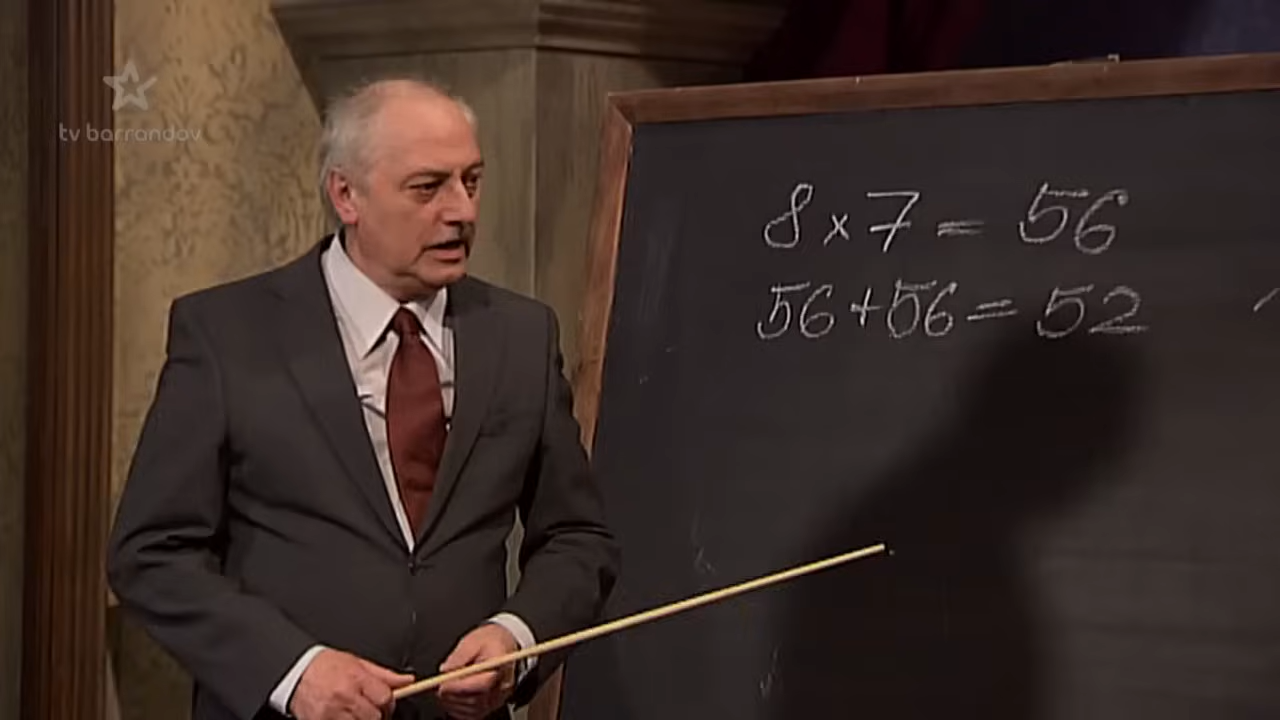 tv barrandov
8 x 7 = 56
56 + 56 = 52